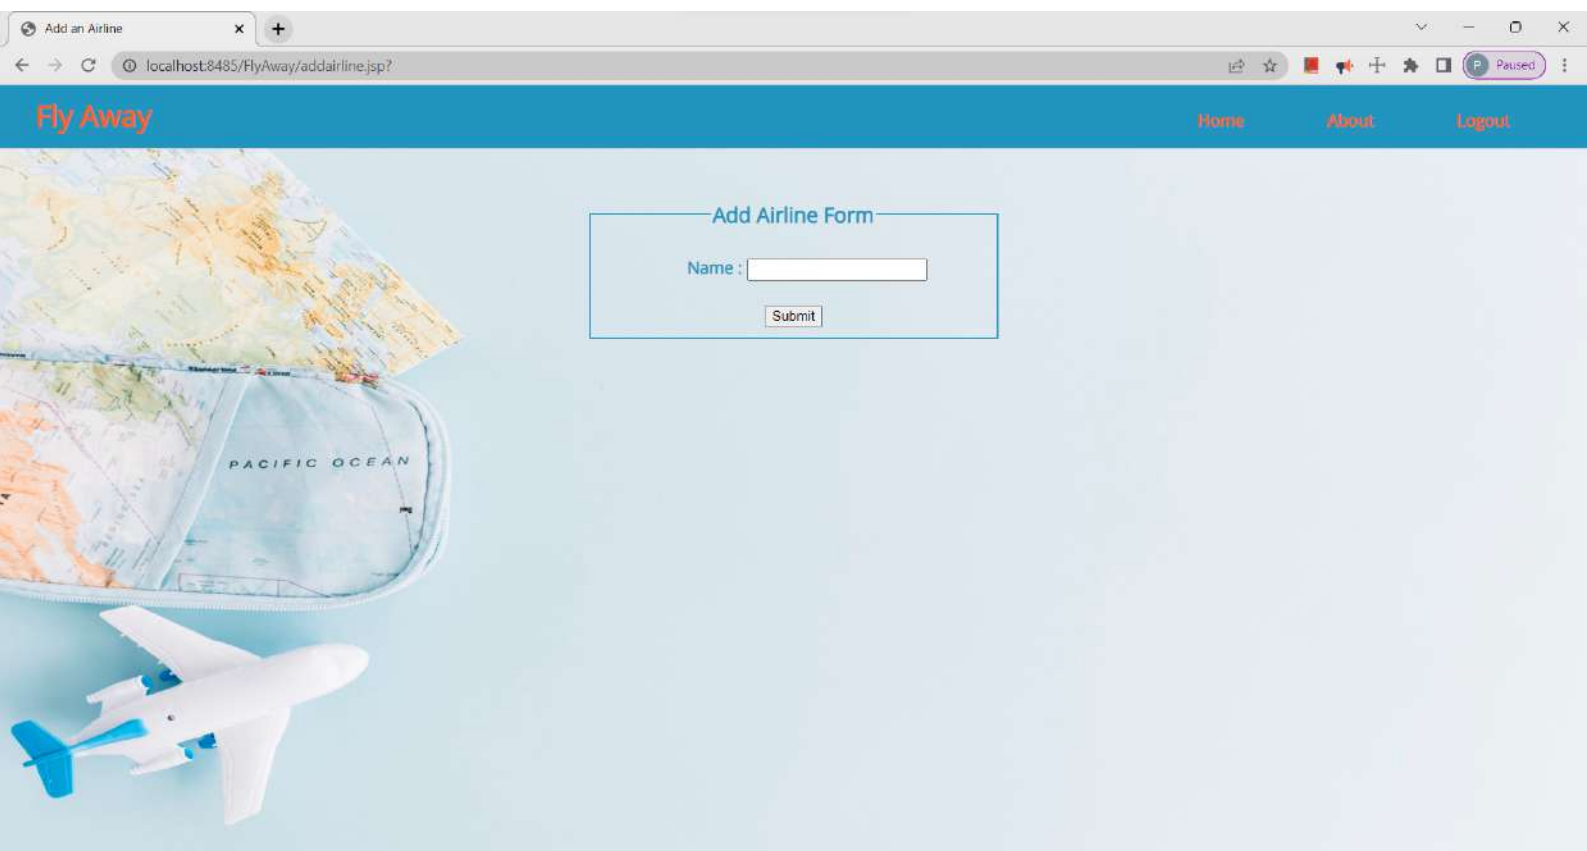 Add an Airline
localhost:8485/FlyAway/addairline.jsp?
P Paused
Fly Away
Home About Logout
Add Airline Form
Name :
Submit
PACIFIC OCEAN